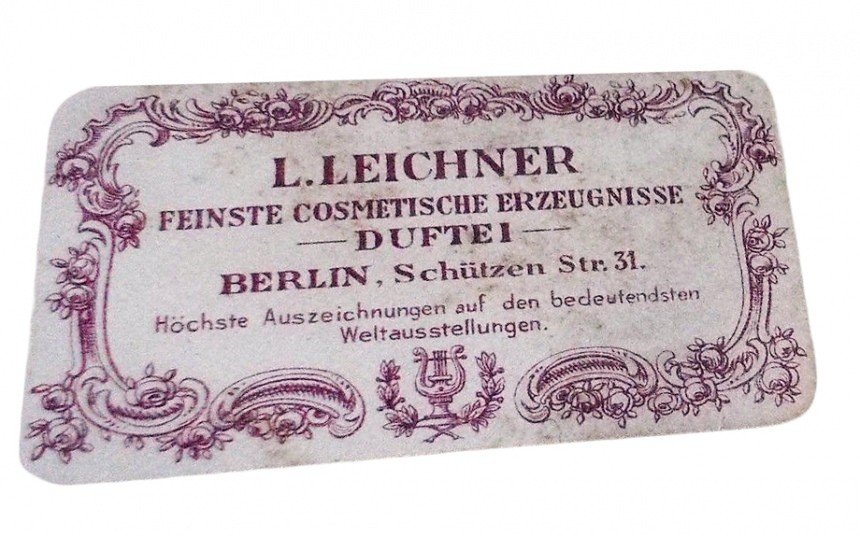 L. LEICHNER
FEINSTE COSMETISCHE ERZEUGNISSE
— DUFTEI —
BERLIN, Schützen Str. 31.
Höchste Auszeichnungen auf den bedeutendsten
Weltausstellungen.